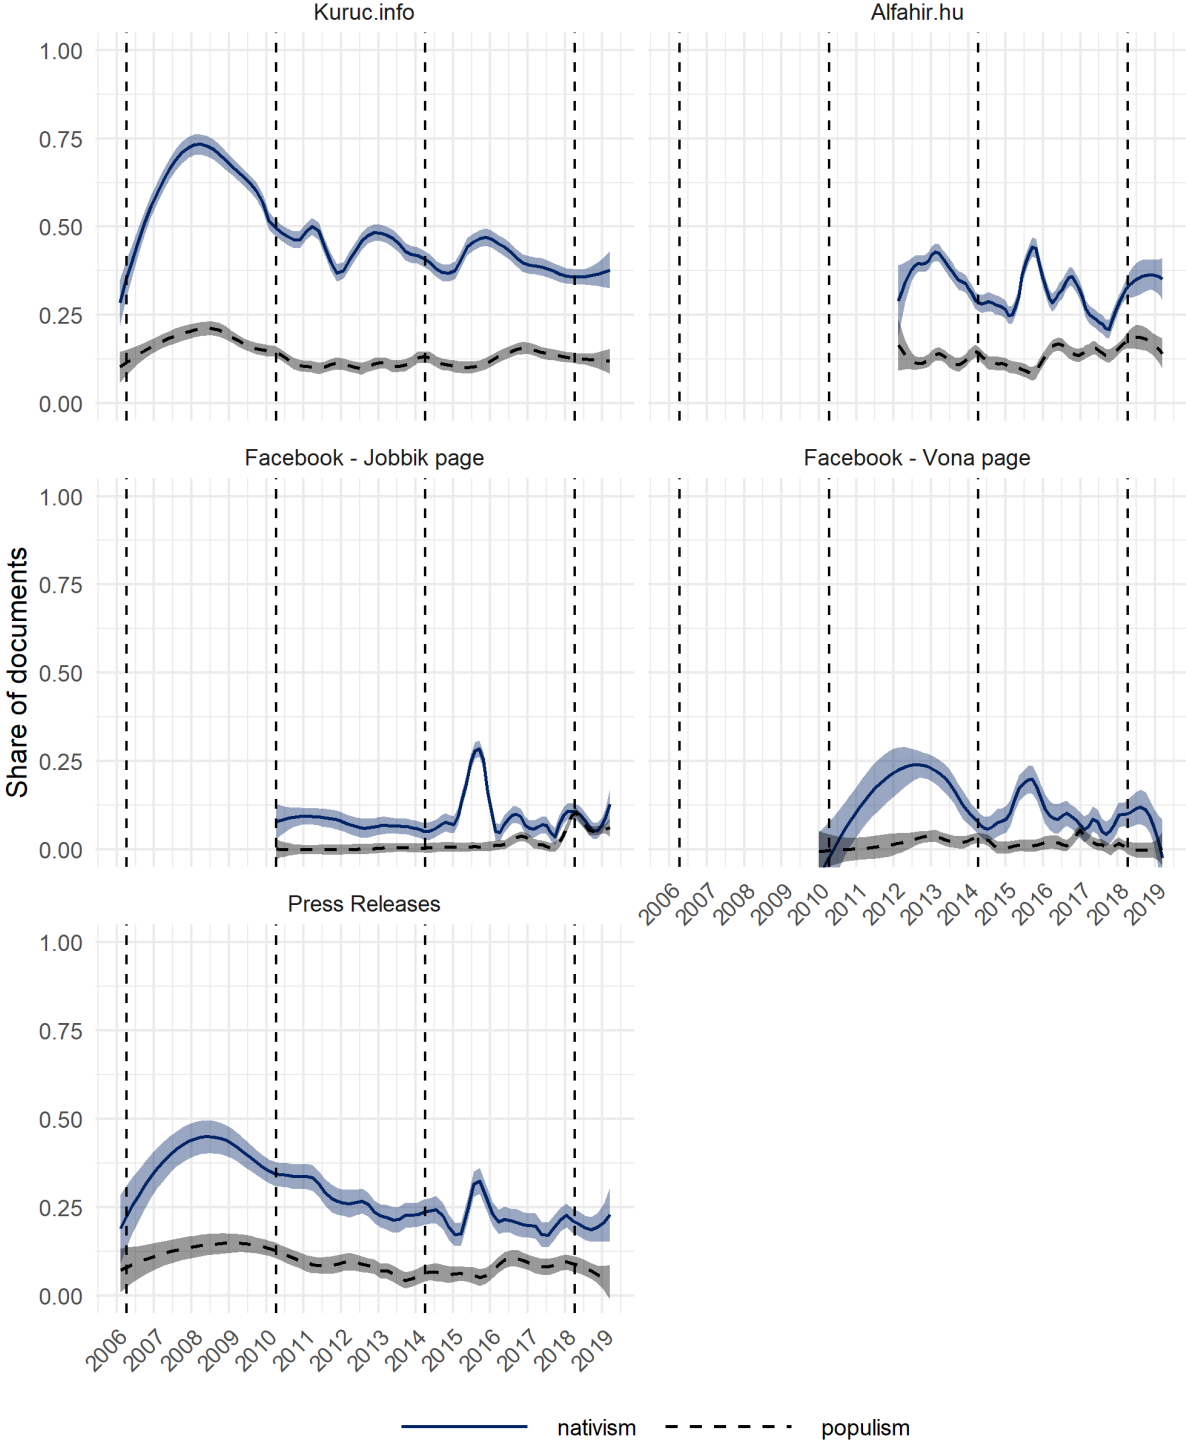 Kuruc.info
Alfahir.hu
1.00
0.75
0.50
0.25
0.00
Facebook - Jobbik page
Facebook - Vona page
1.00
0.75
0.50
0.25
0.00
Share of documents
2006 2007 2008 2009 2010 2011 2012 2013 2014 2015 2016 2017 2018 2019
Press Releases
1.00
0.75
0.50
0.25
0.00
2006 2007 2008 2009 2010 2011 2012 2013 2014 2015 2016 2017 2018 2019
nativism populism